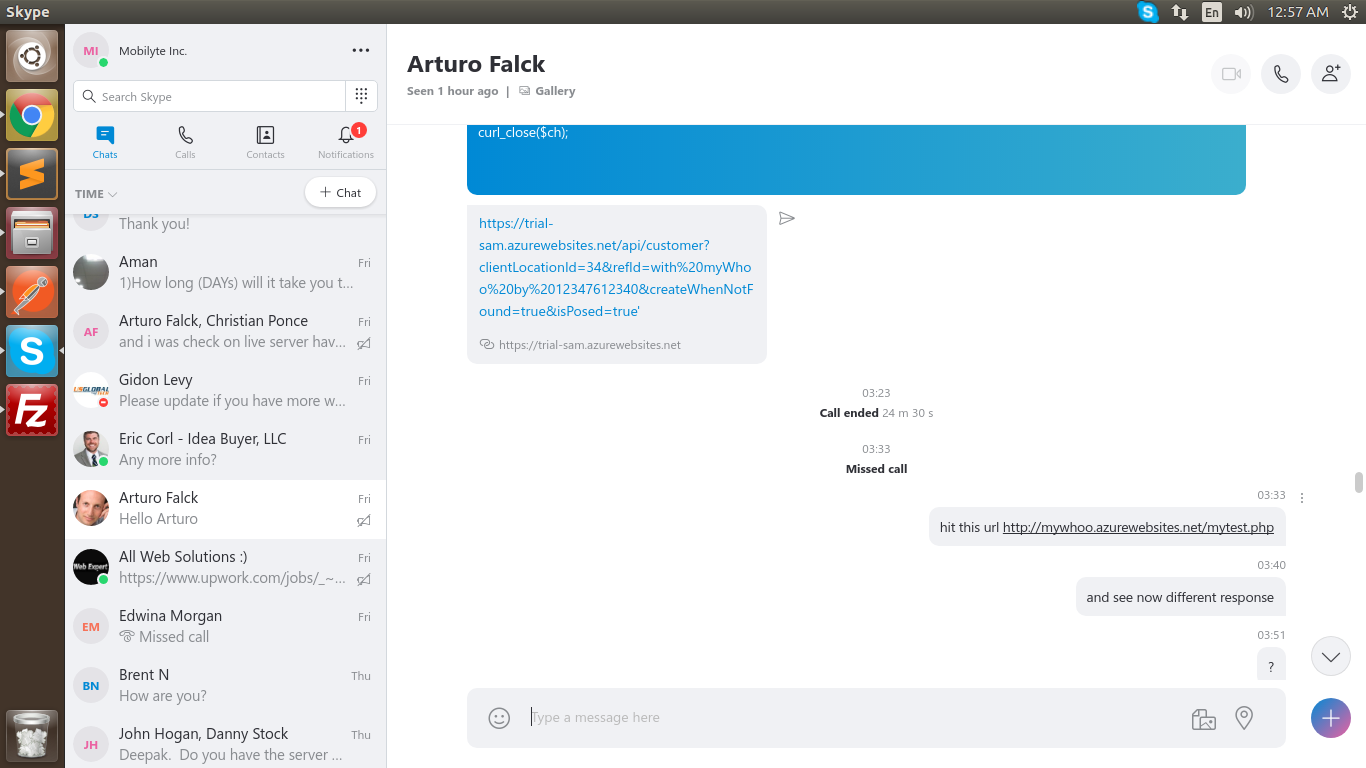 Skype
En
12:57 AM
MI
Mobilyte Inc.
Search Skype
Chats
Calls
Contacts
Notifications
1
TIME
Chat
DS
Thank you!
Aman
Fri
1)How long (DAYs) will it take you t...
AF
Arturo Falck, Christian Ponce
Fri
and i was check on live server hav...
Gidon Levy
Fri
Please update if you have more w...
Eric Corl - Idea Buyer, LLC
Fri
Any more info?
Arturo Falck
Fri
Hello Arturo
Web Expert
All Web Solutions :)
Fri
https://www.upwork.com/jobs/_~...
EM
Edwina Morgan
Fri
Missed call
BN
Brent N
Thu
How are you?
JH
John Hogan, Danny Stock
Thu
Deepak.  Do you have the server ...
Arturo Falck
Seen 1 hour ago | Gallery
curl_close($ch);
https://trial-
sam.azurewebsites.net/api/customer?
clientLocationId=34&refId=with%20myWho
o%20by%2012347612340&createWhenNotF
ound=true&isPosed=true'
https://trial-sam.azurewebsites.net
03:23
Call ended 24 m 30 s
03:33
Missed call
03:33
hit this url http://mywhoo.azurewebsites.net/mytest.php
03:40
and see now different response
03:51
?
Type a message here